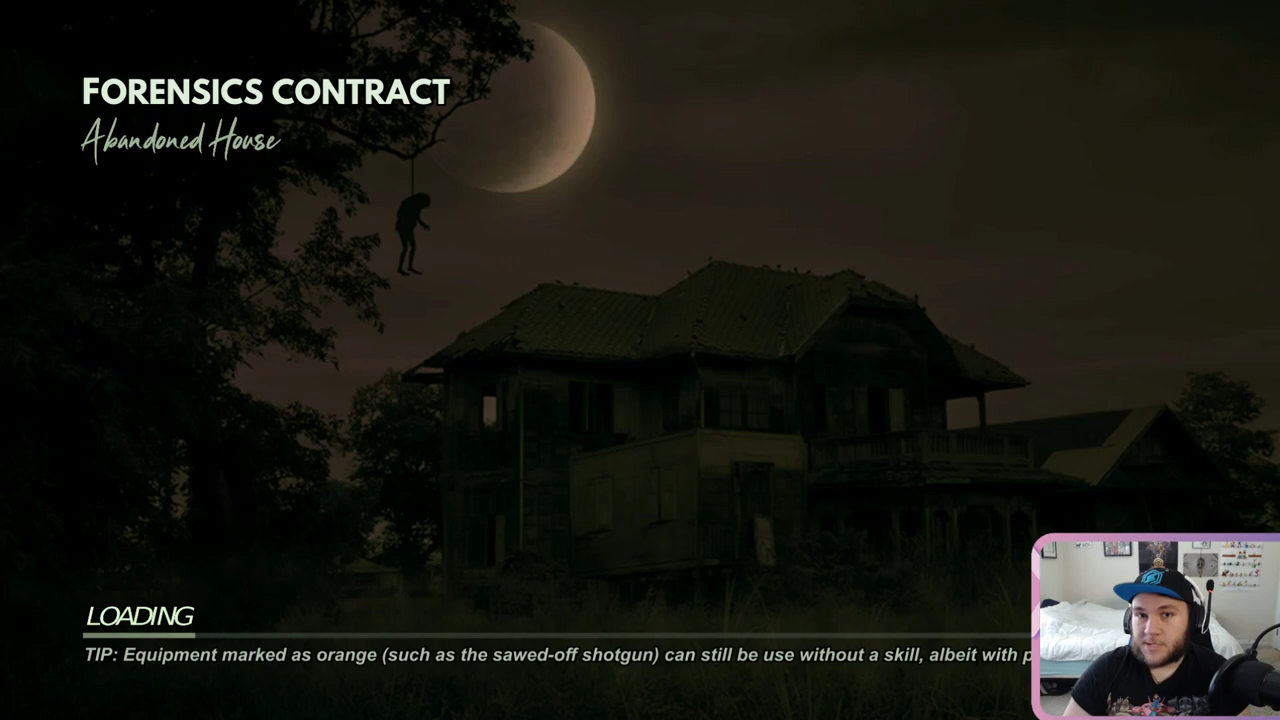 FORENSICS CONTRACT
Abandoned House
LOADING
TIP: Equipment marked as orange (such as the sawed-off shotgun) can still be use without a skill, albeit with